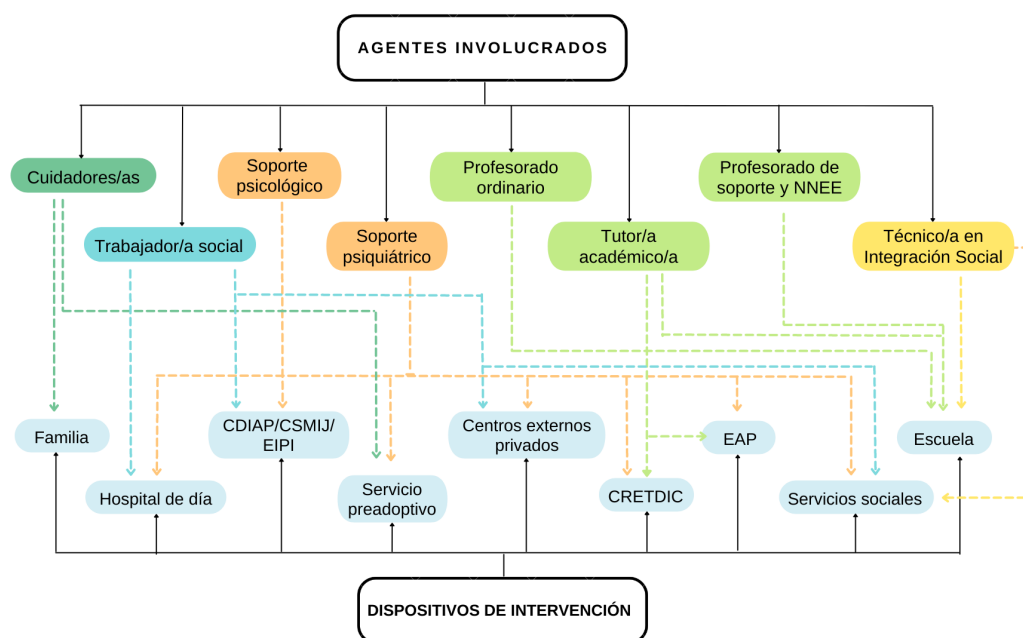 AGENTES INVOLUCRADOS
Cuidadores/as
Soporte
psicológico
Profesorado
ordinario
Profesorado de
soporte y NNEE
Trabajador/a social
Soporte
psiquiátrico
Tutor/a
académico/a
Técnico/a en
Integración Social
Familia
CDIAP/CSMIJ/
EIPI
Centros externos
privados
EAP
Escuela
Hospital de día
Servicio
preadoptivo
CRETDIC
Servicios sociales
DISPOSITIVOS DE INTERVENCIÓN